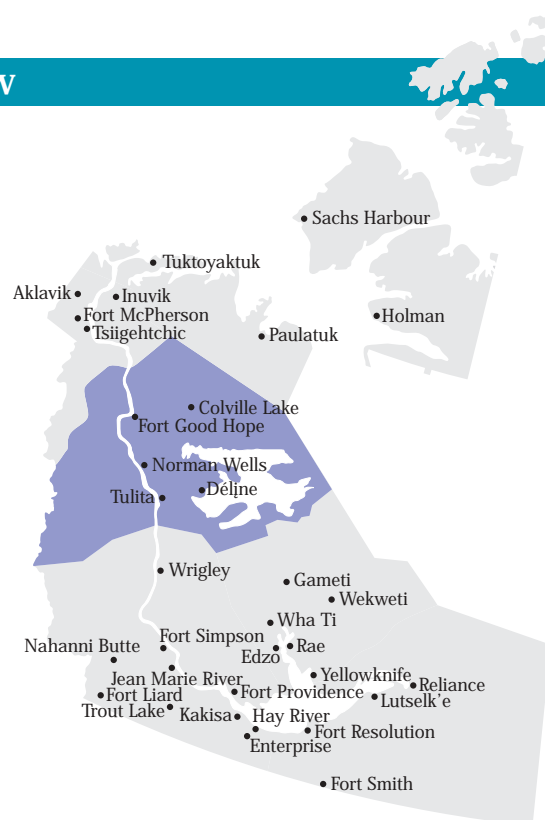 w
Sachs Harbour
Tuktoyaktuk
Aklavik
Inuvik
Holman
Fort McPherson
Tsiigehtchic
Paulatuk
Colville Lake
Fort Good Hope
Norman Wells
Délįne
Tulita
Wrigley
Gameti
Wekweti
Wha Ti
Fort Simpson
Nahanni Butte
Rae
Edzo
Jean Marie River
Yellowknife
Reliance
Fort Liard
Fort Providence
Lutselk’e
Trout Lake
Kakisa
Hay River
Fort Resolution
Enterprise
Fort Smith